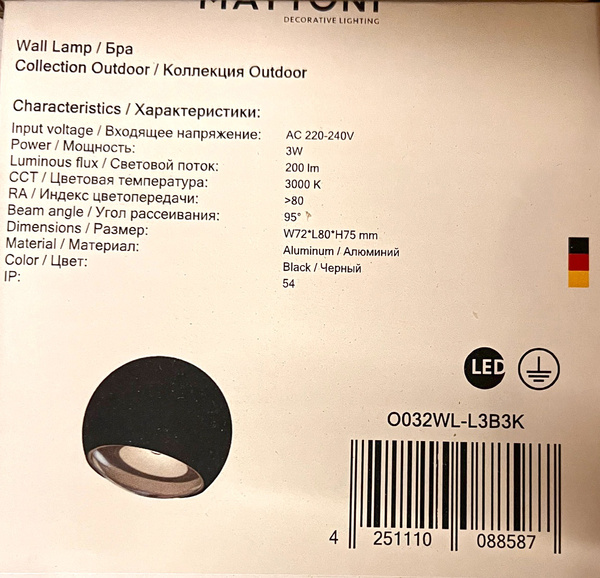 DECORATIVE LIGHTING
Wall Lamp / Бра
Collection Outdoor / Коллекция Outdoor
Characteristics / Характеристики:
Input voltage / Входящее напряжение: AC 220-240V
Power / Мощность: 3W
Luminous flux / Световой поток: 200 lm
CCT / Цветовая температура: 3000 K
RA / Индекс цветопередачи: >80
Beam angle / Угол рассеивания: 95°
Dimensions / Размер: W72*L80*H75 mm
Material / Материал: Aluminum / Алюминий
Color / Цвет: Black / Черный
IP: 54
LED
O032WL-L3B3K
4 251110 088587